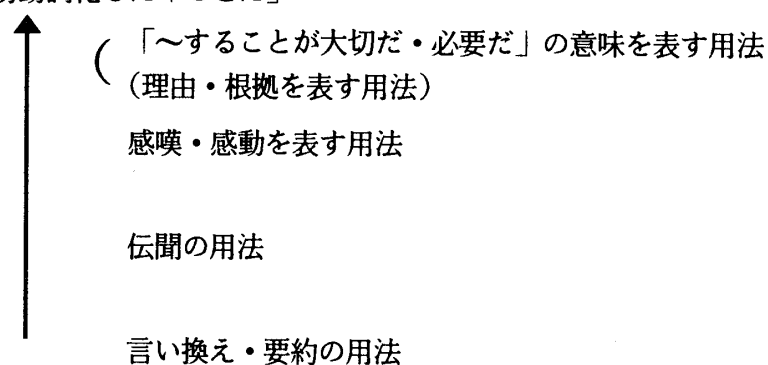 「～することが大切だ・必要だ」の意味を表す用法
（理由・根拠を表す用法）
感嘆・感動を表す用法
伝聞の用法
言い換え・要約の用法